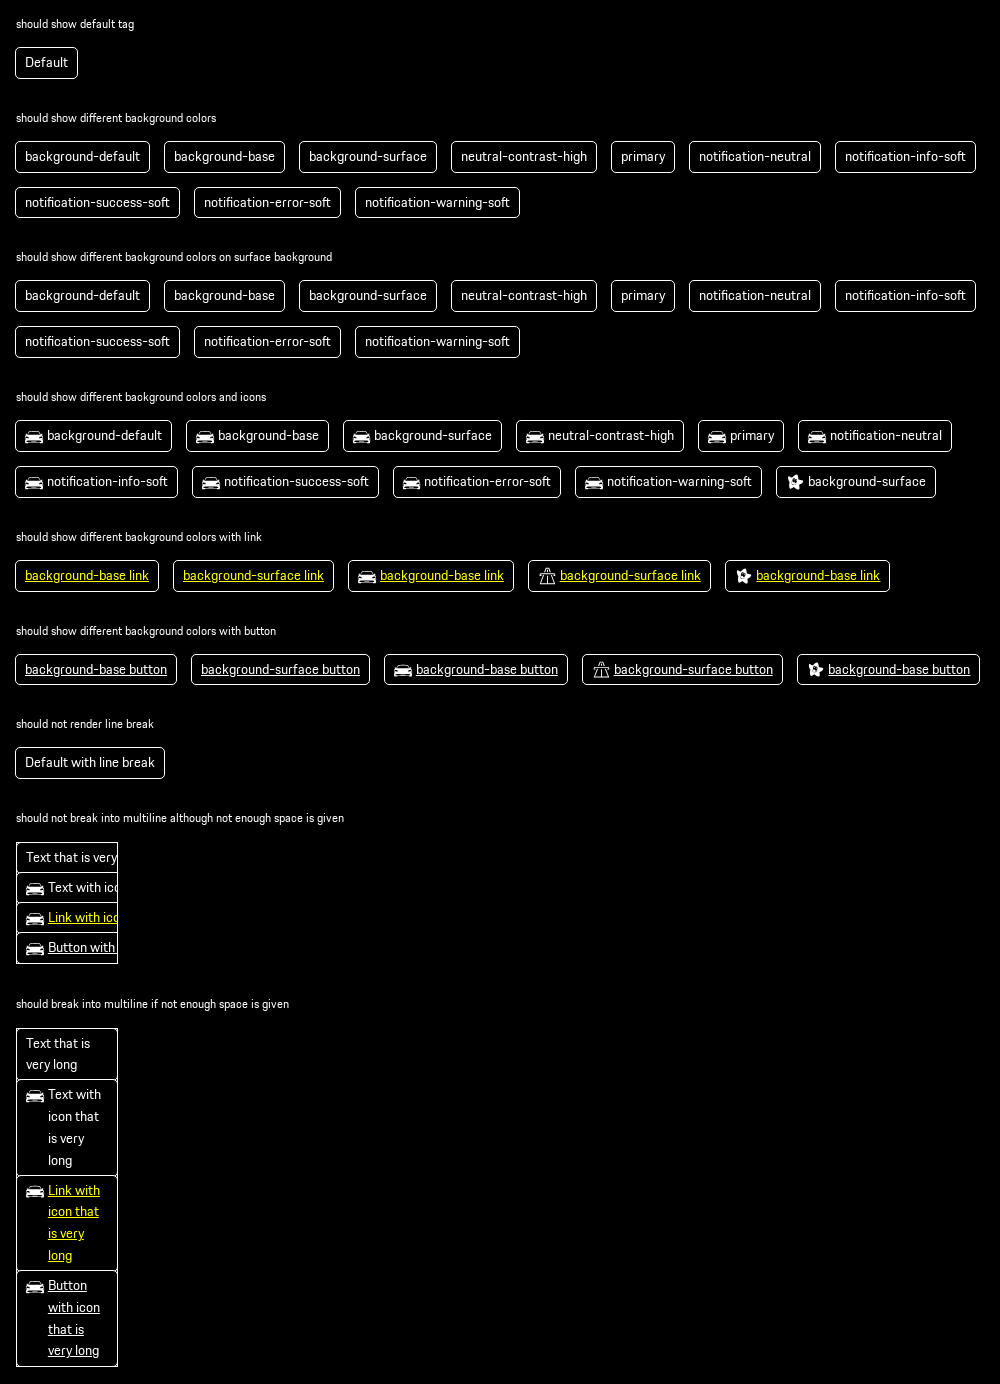 should show default tag
Default
should show different background colors
background-default background-base background-surface neutral-contrast-high primary notification-neutral notification-info-soft
notification-success-soft notification-error-soft notification-warning-soft
should show different background colors on surface background
background-default background-base background-surface neutral-contrast-high primary notification-neutral notification-info-soft
notification-success-soft notification-error-soft notification-warning-soft
should show different background colors and icons
background-default background-base background-surface neutral-contrast-high primary notification-neutral
notification-info-soft notification-success-soft notification-error-soft notification-warning-soft background-surface
should show different background colors with link
background-base link background-surface link background-base link background-surface link background-base link
should show different background colors with button
background-base button background-surface button background-base button background-surface button background-base button
should not render line break
Default with line break
should not break into multiline although not enough space is given
Text that is very
Text with ico
Link with ico
Button with
should break into multiline if not enough space is given
Text that is
very long
Text with
icon that
is very
long
Link with
icon that
is very
long
Button
with icon
that is
very long